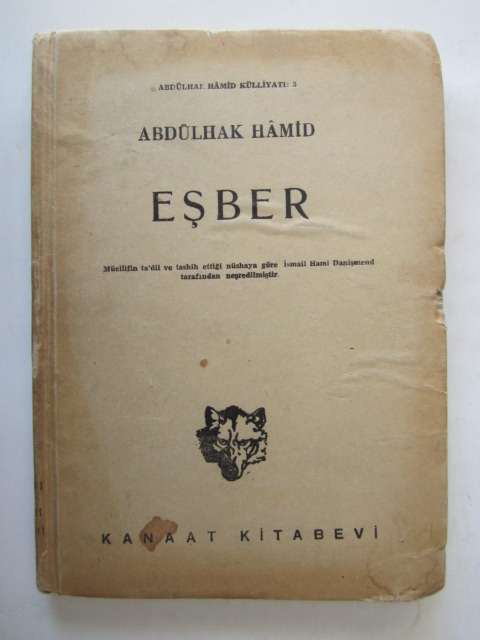 ABDÜLHAK HÂMİD KÜLLİYATI: 3
ABDÜLHAK HÂMİD
EŞBER
Müellifin ta'dil ve tashih ettiği nüshaya göre İsmail Hami Danişmend
tarafından neşredilmiştir.
KANAAT KİTABEVİ